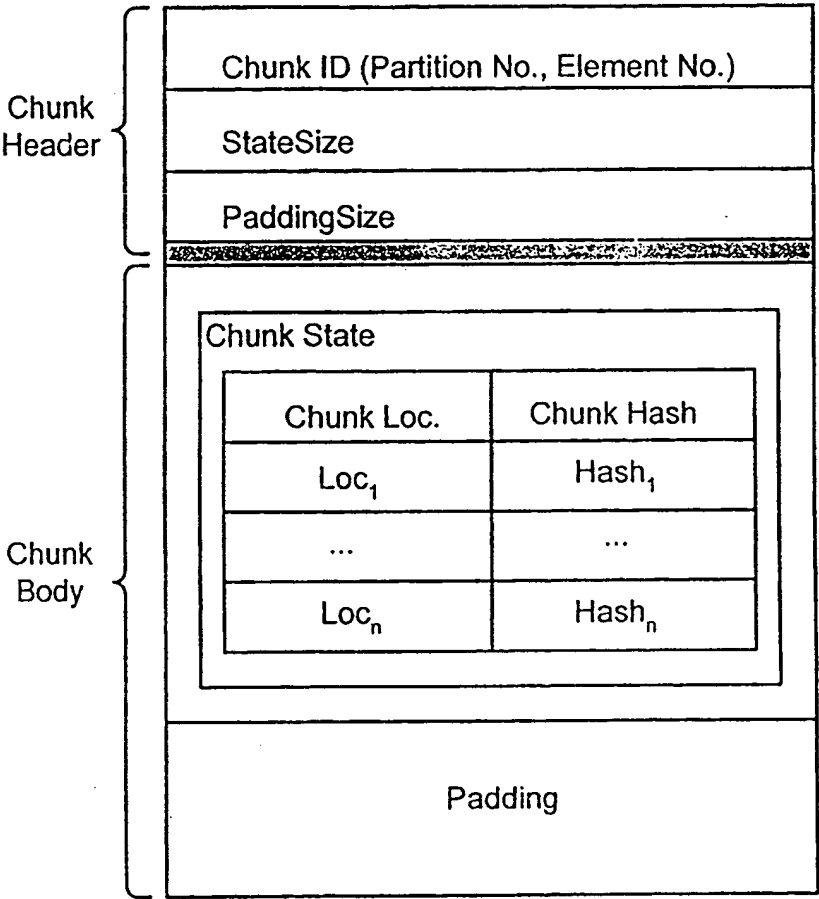 Chunk ID (Partition No., Element No.)
Chunk
Header
StateSize
PaddingSize
Chunk State
Chunk Loc. Chunk Hash
Loc1 Hash1
... ...
Chunk
Body
Locn Hashn
Padding